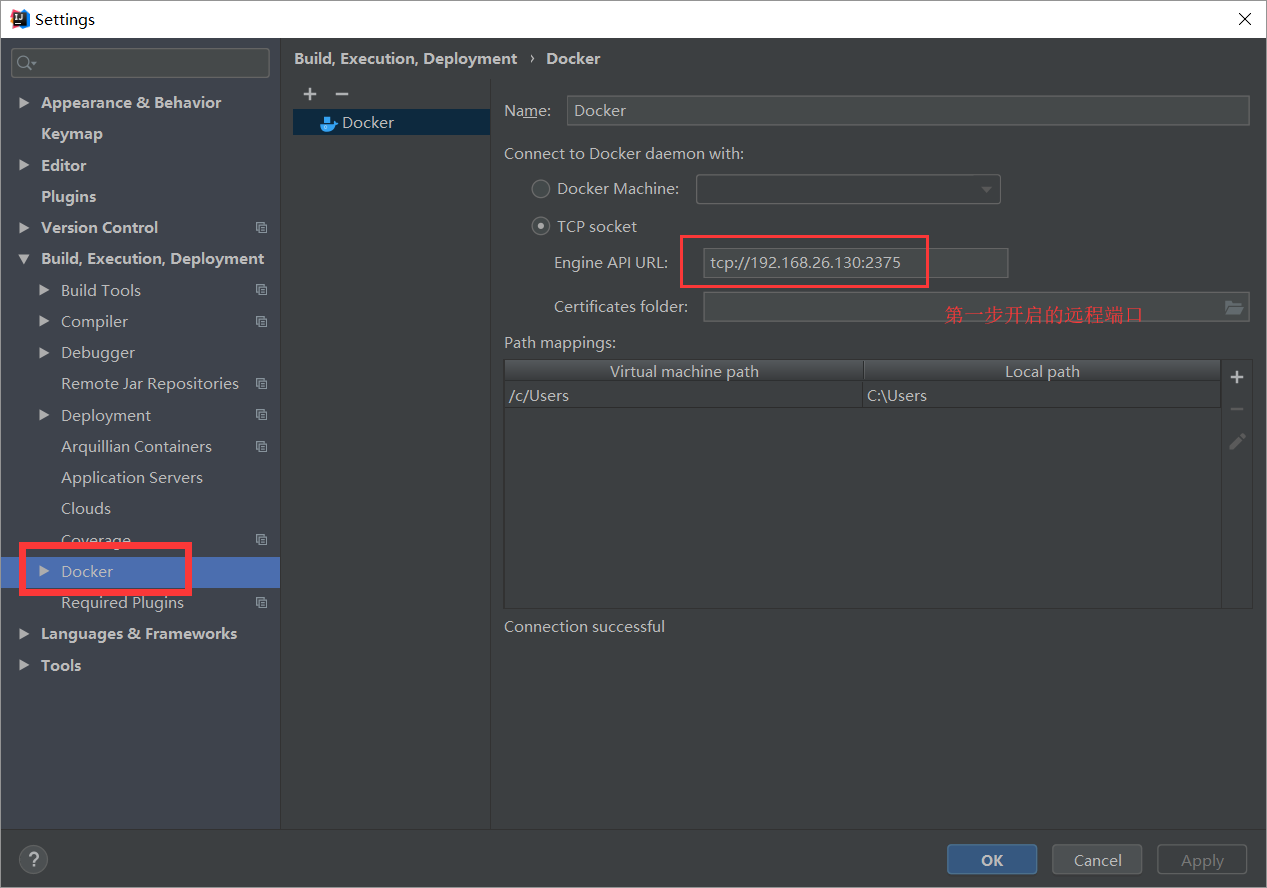 Settings
Appearance & Behavior
Keymap
Editor
Plugins
Version Control
Build, Execution, Deployment
Build Tools
Compiler
Debugger
Remote Jar Repositories
Deployment
Arquillian Containers
Application Servers
Clouds
Coverage
Docker
Required Plugins
Languages & Frameworks
Tools
Build, Execution, Deployment › Docker
Docker
Name: Docker
Connect to Docker daemon with:
Docker Machine:
TCP socket
Engine API URL: tcp://192.168.26.130:2375
Certificates folder:
第一步开启的远程端口
Path mappings:
Virtual machine path Local path
/c/Users C:\Users
Connection successful
? OK Cancel Apply